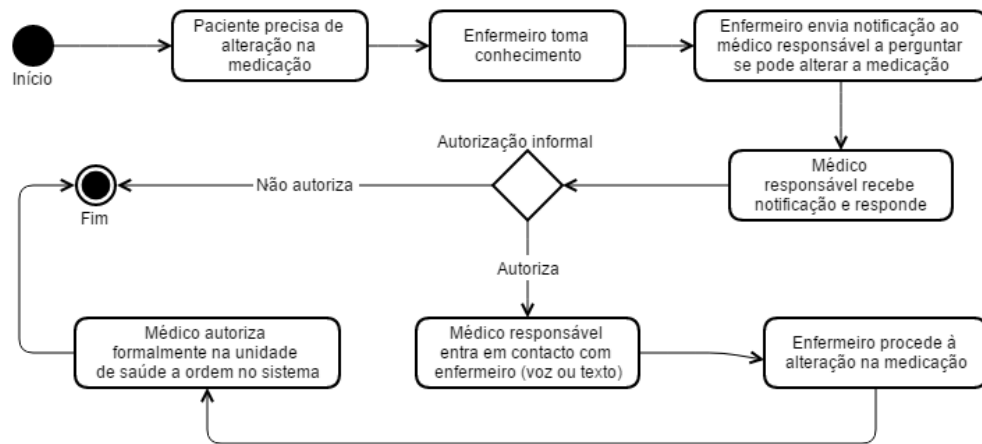 Início
Paciente precisa de
alteração na
medicação
Enfermeiro toma
conhecimento
Enfermeiro envia notificação ao
médico responsável a perguntar
se pode alterar a medicação
Médico
responsável recebe
notificação e responde
Autorização informal
Não autoriza
Fim
Autoriza
Médico responsável
entra em contacto com
enfermeiro (voz ou texto)
Enfermeiro procede à
alteração na medicação
Médico autoriza
formalmente na unidade
de saúde a ordem no sistema